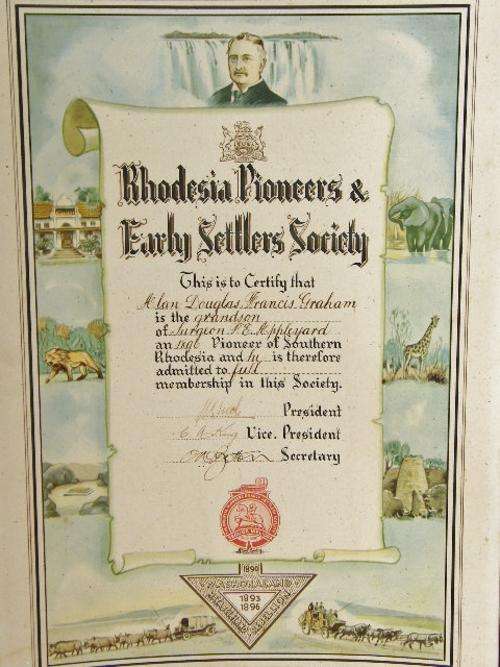 Rhodesia Pioneers &
Early Settlers Society
This is to Certify that
Alan Douglas Francis Graham
is the grandson
of Surgeon P.E. Appleyard
an 1890 Pioneer of Southern
Rhodesia and he is therefore
admitted to full
membership in this Society.
President
Vice. President
Secretary
1890
MASHONALAND
1893
1896